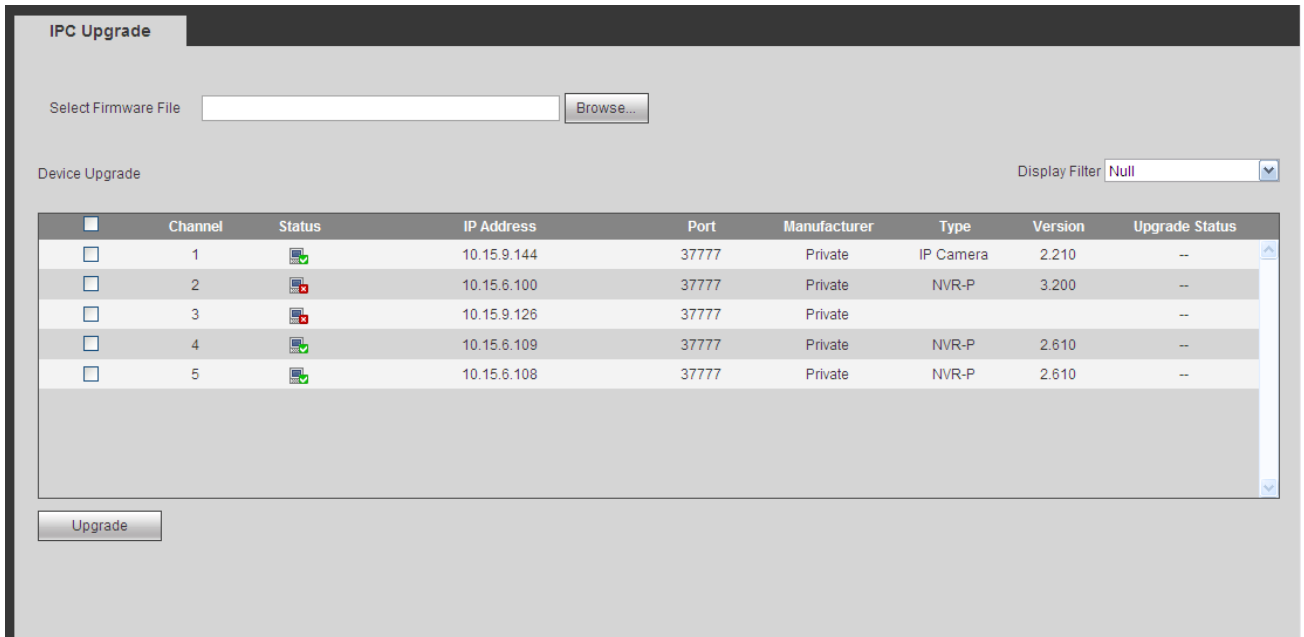 IPC Upgrade
Select Firmware File Browse...
Device Upgrade Display Filter Null
Channel Status IP Address Port Manufacturer Type Version Upgrade Status
1 10.15.9.144 37777 Private IP Camera 2.210 --
2 10.15.6.100 37777 Private NVR-P 3.200 --
3 10.15.9.126 37777 Private --
4 10.15.6.109 37777 Private NVR-P 2.610 --
5 10.15.6.108 37777 Private NVR-P 2.610 --
Upgrade